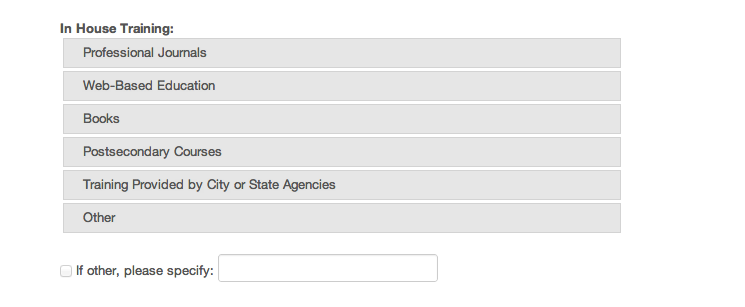 In House Training:
Professional Journals
Web-Based Education
Books
Postsecondary Courses
Training Provided by City or State Agencies
Other
If other, please specify: